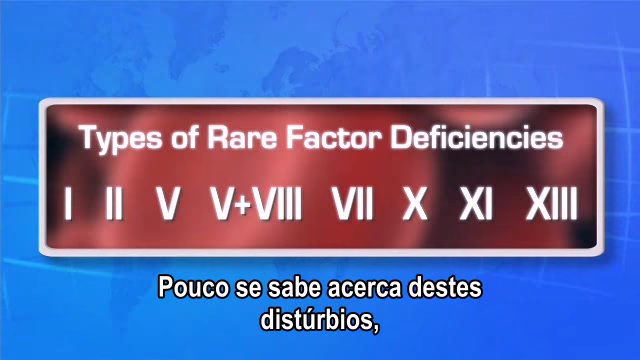 Types of Rare Factor Deficiencies
I II V V+VIII VII X XI XIII
Pouco se sabe acerca destes
distúrbios,